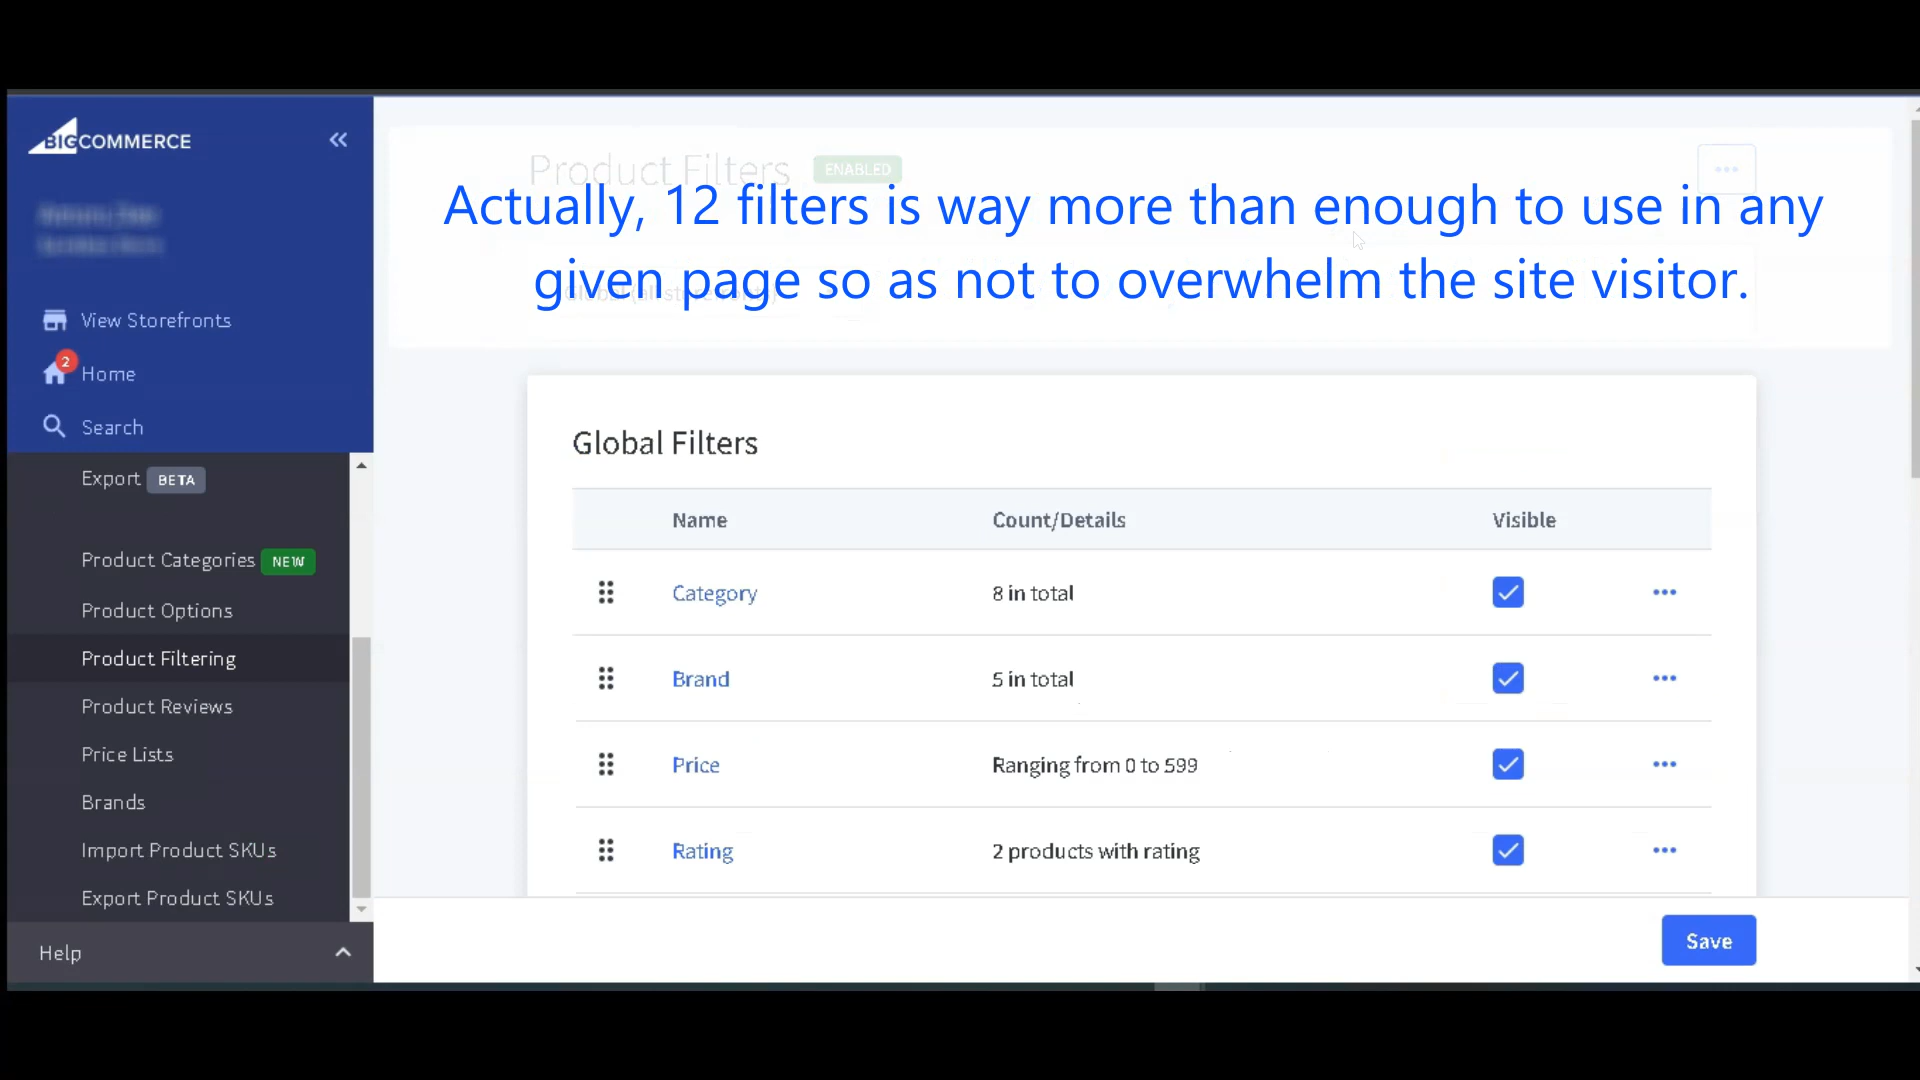 BIGCOMMERCE
View Storefronts
2
Home
Search
Export BETA
Product Categories NEW
Product Options
Product Filtering
Product Reviews
Price Lists
Brands
Import Product SKUs
Export Product SKUs
Help
Product Filters ENABLED
Actually, 12 filters is way more than enough to use in any
given page so as not to overwhelm the site visitor.
Global Filters
Name Count/Details Visible
Category 8 in total
Brand 5 in total
Price Ranging from 0 to 599
Rating 2 products with rating
Save